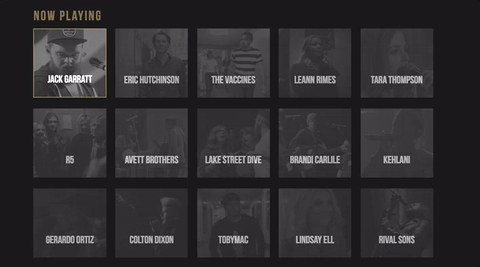 NOW PLAYING
JACK GARRATT
ERIC HUTCHINSON
THE VACCINES
LEANN RIMES
TARA THOMPSON
R5
AVETT BROTHERS
LAKE STREET DIVE
BRANDI CARLILE
KEHLANI
GERARDO ORTIZ
COLTON DIXON
TOBYMAC
LINDSAY ELL
RIVAL SONS